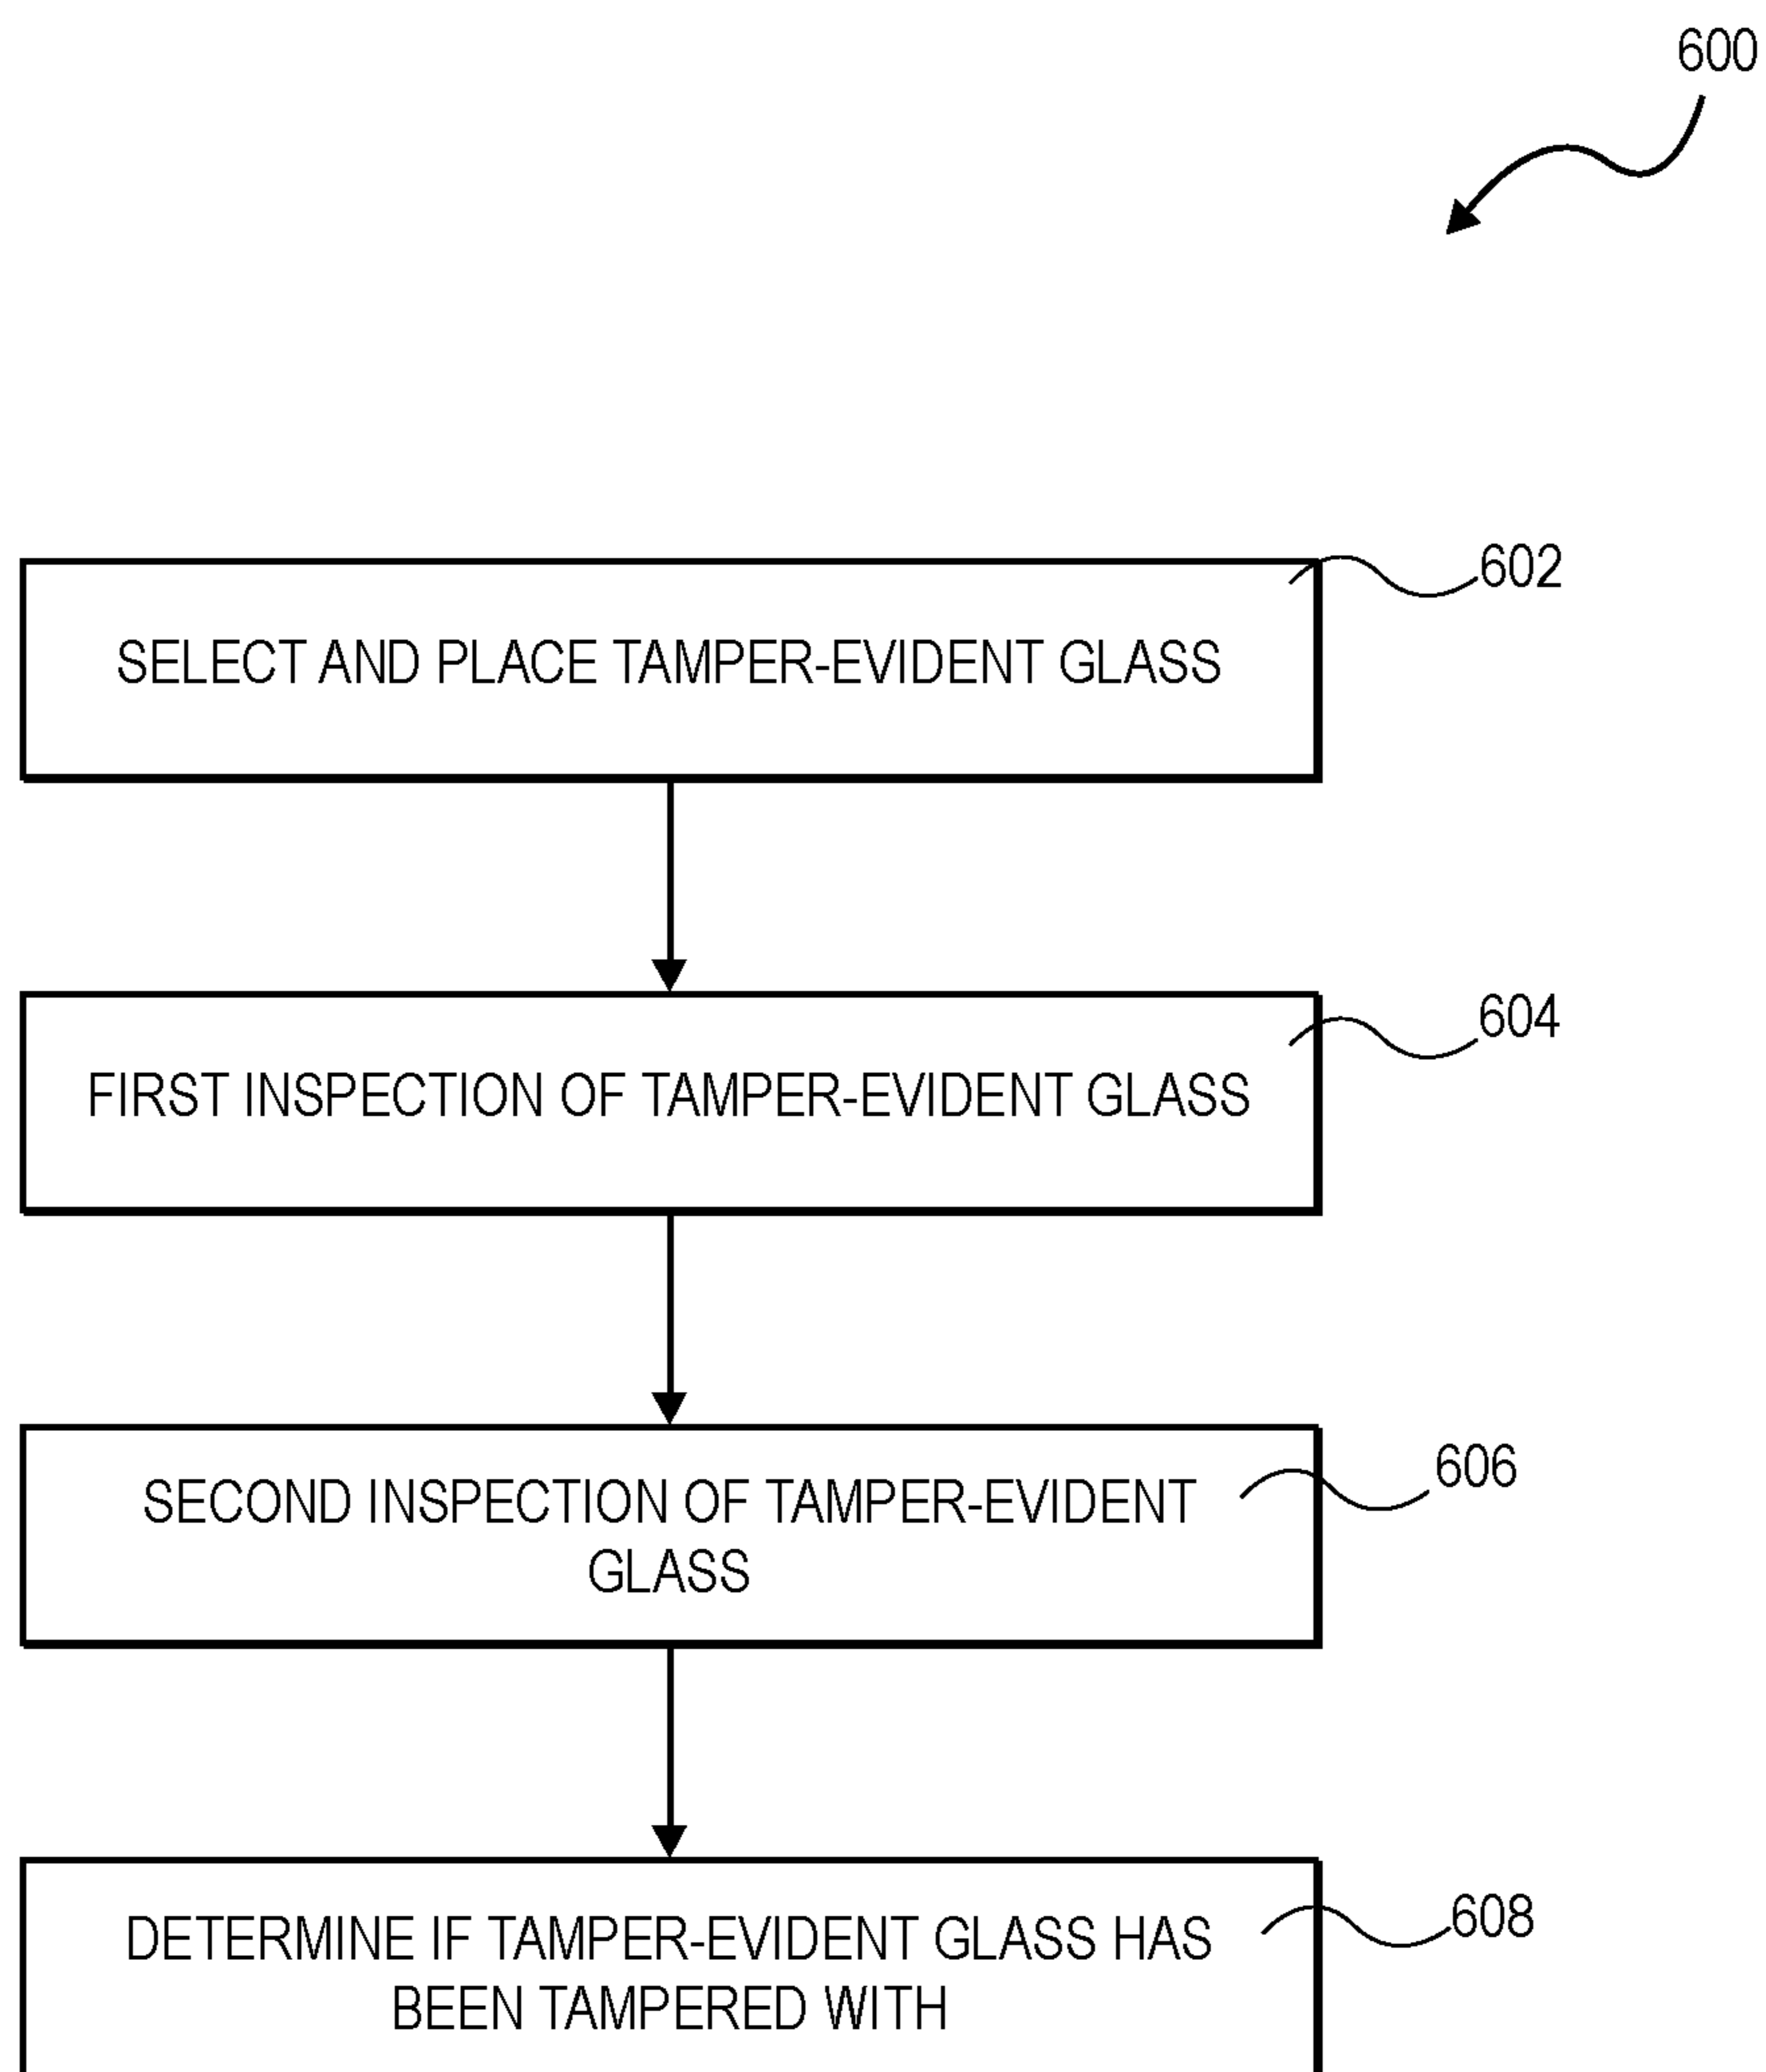 600
602
SELECT AND PLACE TAMPER-EVIDENT GLASS
604
FIRST INSPECTION OF TAMPER-EVIDENT GLASS
606
SECOND INSPECTION OF TAMPER-EVIDENT
GLASS
608
DETERMINE IF TAMPER-EVIDENT GLASS HAS
BEEN TAMPERED WITH